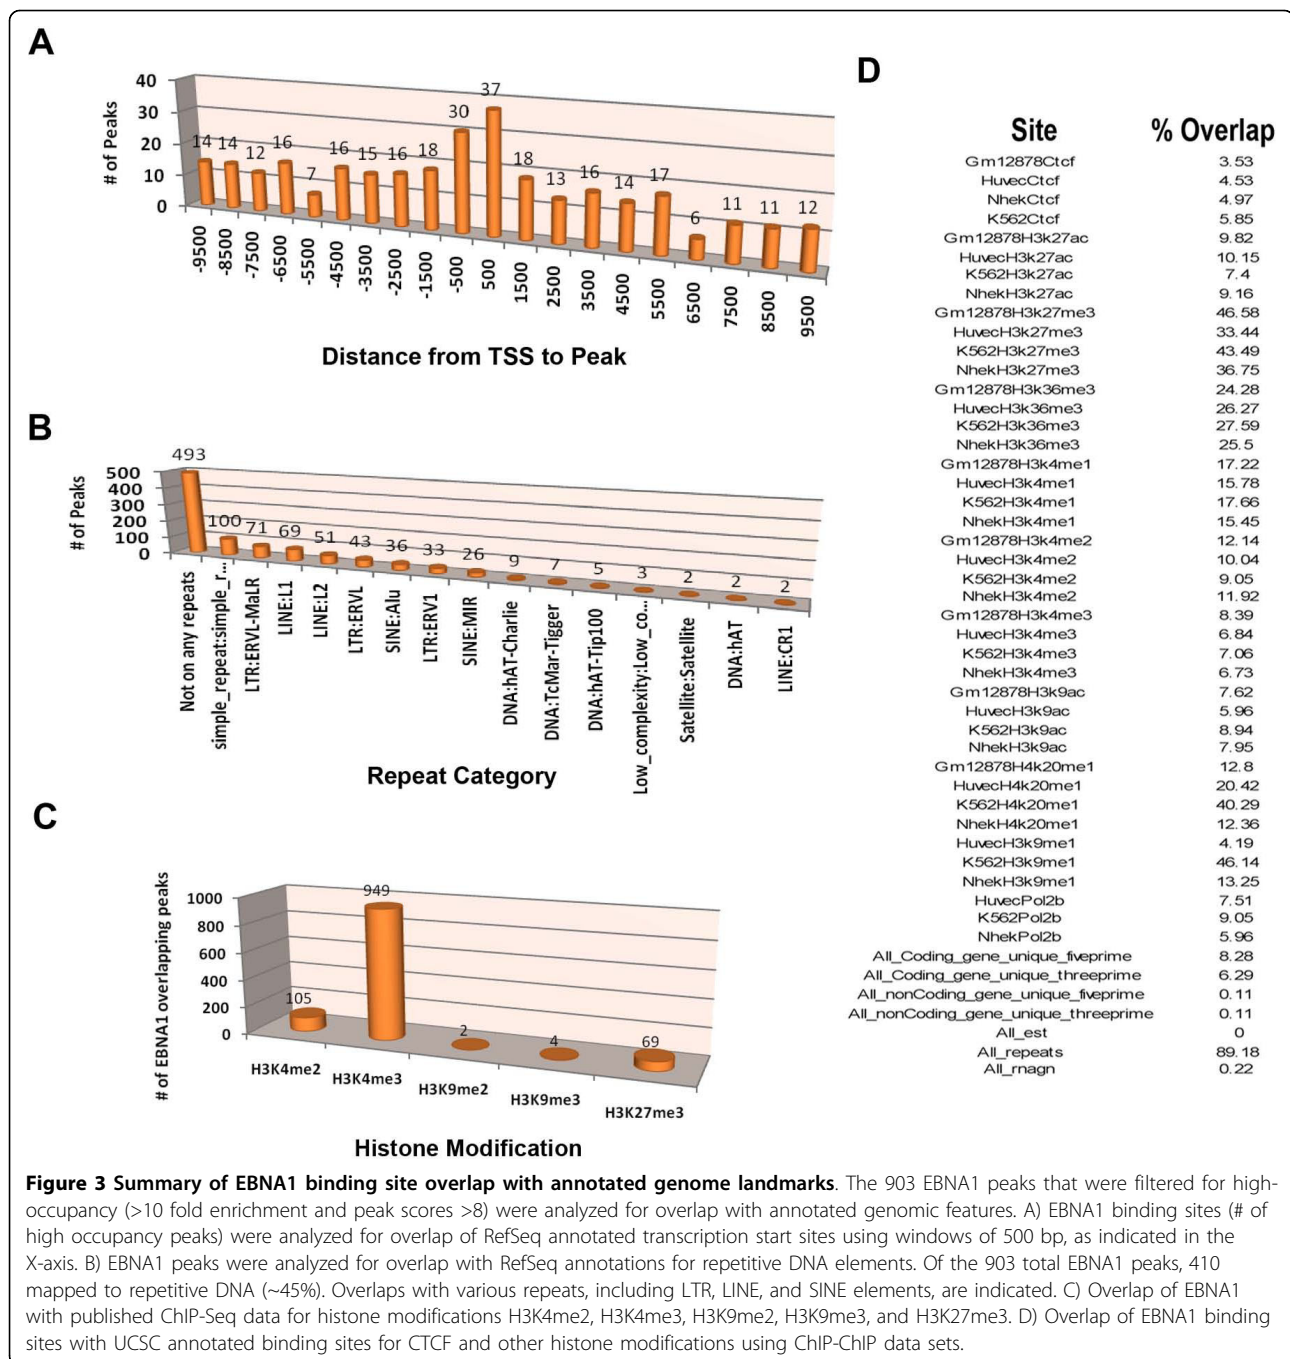 A
# of Peaks
40
30
20
10
0
14 14 12 16 7 16 15 16 18 30 37 18 13 16 14 17 6 11 11 12
-9500 -8500 -7500 -6500 -5500 -4500 -3500 -2500 -1500 -500 500 1500 2500 3500 4500 5500 6500 7500 8500 9500
Distance from TSS to Peak
B
# of Peaks
500
400
300
200
100
0
493 100 71 69 51 43 36 33 26 9 7 5 3 2 2 2
Not on any repeats
simple_repeat:simple_r...
LTR:ERVL-MaLR
LINE:L1
LINE:L2
LTR:ERVL
SINE:Alu
LTR:ERV1
SINE:MIR
DNA:hAT-Charlie
DNA:TcMar-Tigger
DNA:hAT-Tip100
Low_complexity:Low_co...
Satellite:Satellite
DNA:hAT
LINE:CR1
Repeat Category
C
# of EBNA1 overlapping peaks
1000
800
600
400
200
0
105 949 2 4 69
H3K4me2 H3K4me3 H3K9me2 H3K9me3 H3K27me3
Histone Modification
D
Site % Overlap
Gm12878Ctcf 3.53
HuvecCtcf 4.53
NhekCtcf 4.97
K562Ctcf 5.85
Gm12878H3k27ac 9.82
HuvecH3k27ac 10.15
K562H3k27ac 7.4
NhekH3k27ac 9.16
Gm12878H3k27me3 46.58
HuvecH3k27me3 33.44
K562H3k27me3 43.49
NhekH3k27me3 36.75
Gm12878H3k36me3 24.28
HuvecH3k36me3 26.27
K562H3k36me3 27.59
NhekH3k36me3 25.5
Gm12878H3k4me1 17.22
HuvecH3k4me1 15.78
K562H3k4me1 17.66
NhekH3k4me1 15.45
Gm12878H3k4me2 12.14
HuvecH3k4me2 10.04
K562H3k4me2 9.05
NhekH3k4me2 11.92
Gm12878H3k4me3 8.39
HuvecH3k4me3 6.84
K562H3k4me3 7.06
NhekH3k4me3 6.73
Gm12878H3k9ac 7.62
HuvecH3k9ac 5.96
K562H3k9ac 8.94
NhekH3k9ac 7.95
Gm12878H4k20me1 12.8
HuvecH4k20me1 20.42
K562H4k20me1 40.29
NhekH4k20me1 12.36
HuvecH3k9me1 4.19
K562H3k9me1 46.14
NhekH3k9me1 13.25
HuvecPol2b 7.51
K562Pol2b 9.05
NhekPol2b 5.96
All_Coding_gene_unique_fiveprime 8.28
All_Coding_gene_unique_threeprime 6.29
All_nonCoding_gene_unique_fiveprime 0.11
All_nonCoding_gene_unique_threeprime 0.11
All_est 0
All_repeats 89.18
All_rnagn 0.22
Figure 3 Summary of EBNA1 binding site overlap with annotated genome landmarks. The 903 EBNA1 peaks that were filtered for high-
occupancy (>10 fold enrichment and peak scores >8) were analyzed for overlap with annotated genomic features. A) EBNA1 binding sites (# of
high occupancy peaks) were analyzed for overlap of RefSeq annotated transcription start sites using windows of 500 bp, as indicated in the
X-axis. B) EBNA1 peaks were analyzed for overlap with RefSeq annotations for repetitive DNA elements. Of the 903 total EBNA1 peaks, 410
mapped to repetitive DNA (~45%). Overlaps with various repeats, including LTR, LINE, and SINE elements, are indicated. C) Overlap of EBNA1
with published ChIP-Seq data for histone modifications H3K4me2, H3K4me3, H3K9me2, H3K9me3, and H3K27me3. D) Overlap of EBNA1 binding
sites with UCSC annotated binding sites for CTCF and other histone modifications using ChIP-ChIP data sets.